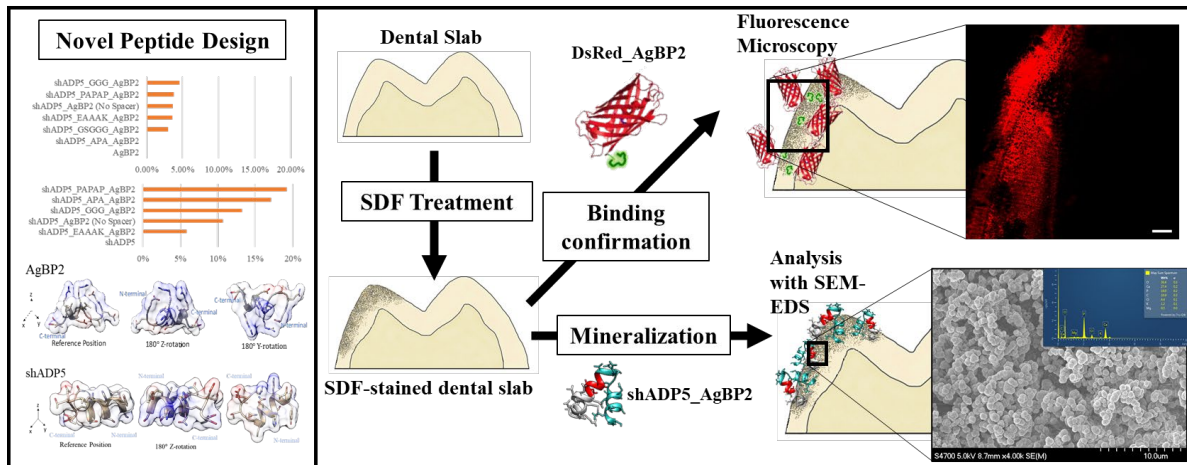 Novel Peptide Design
shADP5_GGG_AgBP2
shADP5_PAPAP_AgBP2
shADP5_AgBP2 (No Spacer)
shADP5_EAAAK_AgBP2
shADP5_GSGGG_AgBP2
shADP5_APA_AgBP2
AgBP2
0.00% 5.00% 10.00% 15.00% 20.00%
shADP5_PAPAP_AgBP2
shADP5_APA_AgBP2
shADP5_GGG_AgBP2
shADP5_AgBP2 (No Spacer)
shADP5_EAAAK_AgBP2
shADP5
0% 5% 10% 15% 20%
AgBP2
N-terminal
C-terminal
C-terminal
C-terminal
N-terminal
Reference Position
180° Z-rotation
180° Y-rotation
shADP5
N-terminal
C-terminal
C-terminal
N-terminal
C-terminal
N-terminal
Reference Position
180° Z-rotation
Dental Slab
SDF Treatment
SDF-stained dental slab
DsRed_AgBP2
Binding
confirmation
Mineralization
shADP5_AgBP2
Fluorescence
Microscopy
Analysis
with SEM-
EDS
S4700 5.0kV 8.7mm x4.00k SE(M)
10.0um